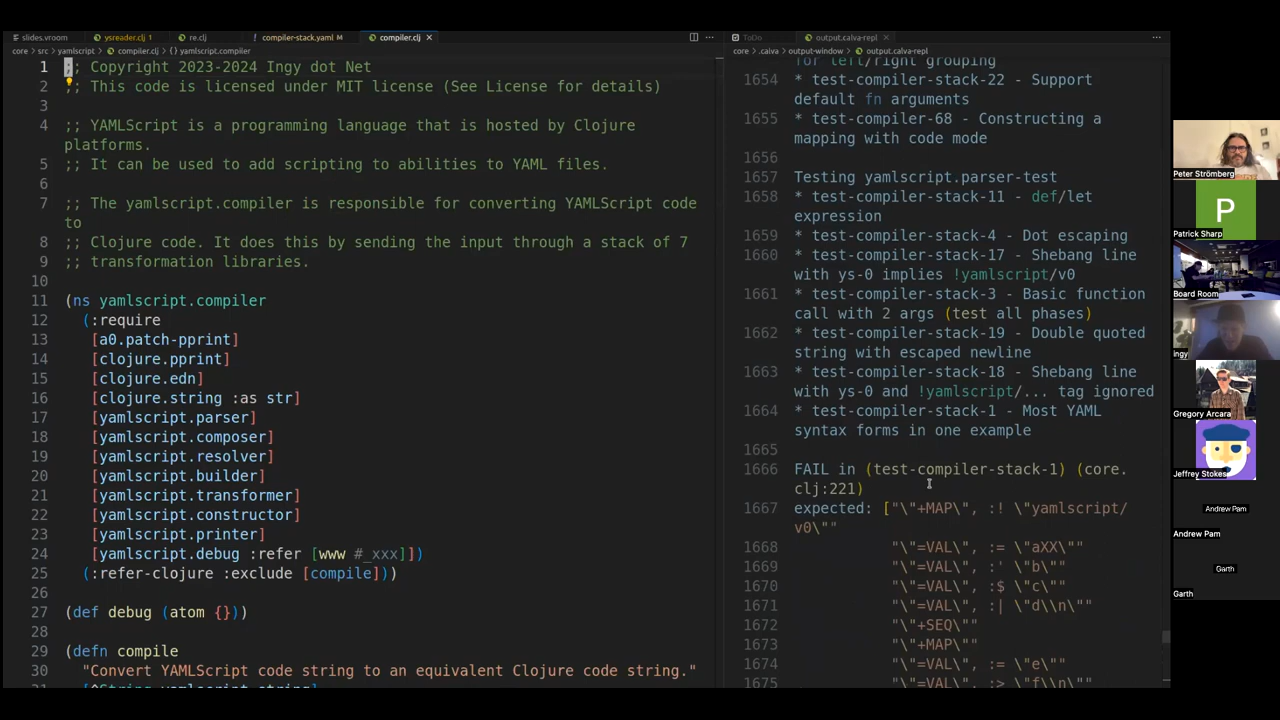 slides.vroom
ysreader.clj 1
re.clj
compiler-stack.yaml M
compiler.clj
core > src > yamlscript > compiler.clj > {} yamlscript.compiler
1 ;; Copyright 2023-2024 Ingy dot Net
2 ;; This code is licensed under MIT license (See License for details)
3
4 ;; YAMLScript is a programming language that is hosted by Clojure
platforms.
5 ;; It can be used to add scripting to abilities to YAML files.
6
7 ;; The yamlscript.compiler is responsible for converting YAMLScript code
to
8 ;; Clojure code. It does this by sending the input through a stack of 7
9 ;; transformation libraries.
10
11 (ns yamlscript.compiler
12 (:require
13 [a0.patch-pprint]
14 [clojure.pprint]
15 [clojure.edn]
16 [clojure.string :as str]
17 [yamlscript.parser]
18 [yamlscript.composer]
19 [yamlscript.resolver]
20 [yamlscript.builder]
21 [yamlscript.transformer]
22 [yamlscript.constructor]
23 [yamlscript.printer]
24 [yamlscript.debug :refer [www #_xxx]])
25 (:refer-clojure :exclude [compile]))
26
27 (def debug (atom {}))
28
29 (defn compile
30 "Convert YAMLScript code string to an equivalent Clojure code string."
ToDo
output.calva-repl
core > .calva > output-window > output.calva-repl
for left/right grouping
1654 * test-compiler-stack-22 - Support
default fn arguments
1655 * test-compiler-68 - Constructing a
mapping with code mode
1656
1657 Testing yamlscript.parser-test
1658 * test-compiler-stack-11 - def/let
expression
1659 * test-compiler-stack-4 - Dot escaping
1660 * test-compiler-stack-17 - Shebang line
with ys-0 implies !yamlscript/v0
1661 * test-compiler-stack-3 - Basic function
call with 2 args (test all phases)
1662 * test-compiler-stack-19 - Double quoted
string with escaped newline
1663 * test-compiler-stack-18 - Shebang line
with ys-0 and !yamlscript/... tag ignored
1664 * test-compiler-stack-1 - Most YAML
syntax forms in one example
1665
1666 FAIL in (test-compiler-stack-1) (core.
clj:221)
1667 expected: ["\"+MAP\", :! \"yamlscript/
v0\""
1668 "\"=VAL\", := \"aXX\""
1669 "\"=VAL\", :' \"b\""
1670 "\"=VAL\", :$ \"c\""
1671 "\"=VAL\", :| \"d\\n\""
1672 "\"+SEQ\""
1673 "\"+MAP\""
1674 "\"=VAL\", := \"e\""
1675 "\"=VAL\", :> \"f\\n\""
Peter Strömberg
P
Patrick Sharp
Board Room
ingy
Gregory Arcara
Jeffrey Stokes
Andrew Pam
Andrew Pam
Garth
Garth